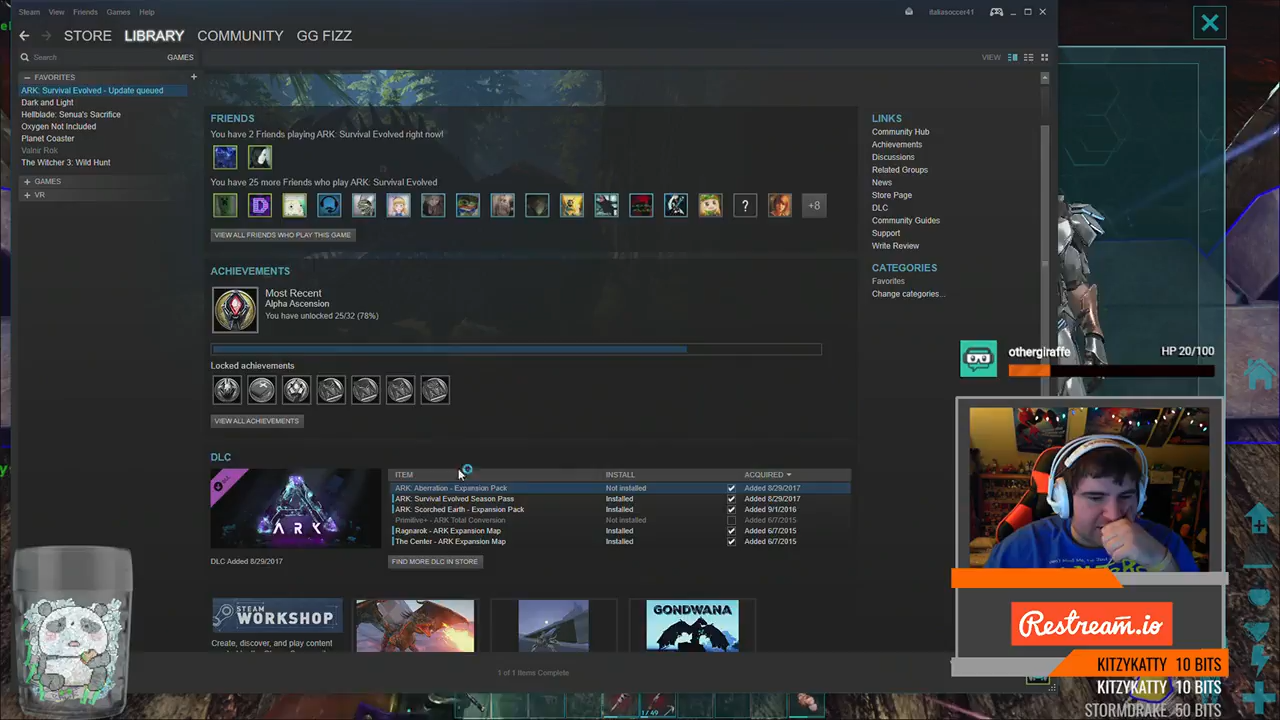 Steam View Friends Games Help
italiasoccer41
STORE LIBRARY COMMUNITY GG FIZZ
Search GAMES
VIEW
FAVORITES
ARK: Survival Evolved - Update queued
Dark and Light
Hellblade: Senua's Sacrifice
Oxygen Not Included
Planet Coaster
Valnir Rok
The Witcher 3: Wild Hunt
GAMES
VR
FRIENDS
You have 2 Friends playing ARK: Survival Evolved right now!
You have 25 more Friends who play ARK: Survival Evolved
?
+8
VIEW ALL FRIENDS WHO PLAY THIS GAME
ACHIEVEMENTS
Most Recent
Alpha Ascension
You have unlocked 25/32 (78%)
Locked achievements
VIEW ALL ACHIEVEMENTS
DLC
ARK
DLC Added 8/29/2017
ITEM INSTALL ACQUIRED
ARK: Aberration - Expansion Pack Not installed Added 8/29/2017
ARK: Survival Evolved Season Pass Installed Added 8/29/2017
ARK: Scorched Earth - Expansion Pack Installed Added 9/1/2016
Primitive+ - ARK Total Conversion Not installed Added 6/7/2015
Ragnarok - ARK Expansion Map Installed Added 6/7/2015
The Center - ARK Expansion Map Installed Added 6/7/2015
FIND MORE DLC IN STORE
STEAM WORKSHOP
Create, discover, and play content
GONDWANA
1 of 1 Items Complete
LINKS
Community Hub
Achievements
Discussions
Related Groups
News
Store Page
DLC
Community Guides
Support
Write Review
CATEGORIES
Favorites
Change categories...
othergiraffe HP 20/100
Restream.io
KITZYKATTY 10 BITS
KITZYKATTY 10 BITS
STORMDRAKE 50 BITS
1/49